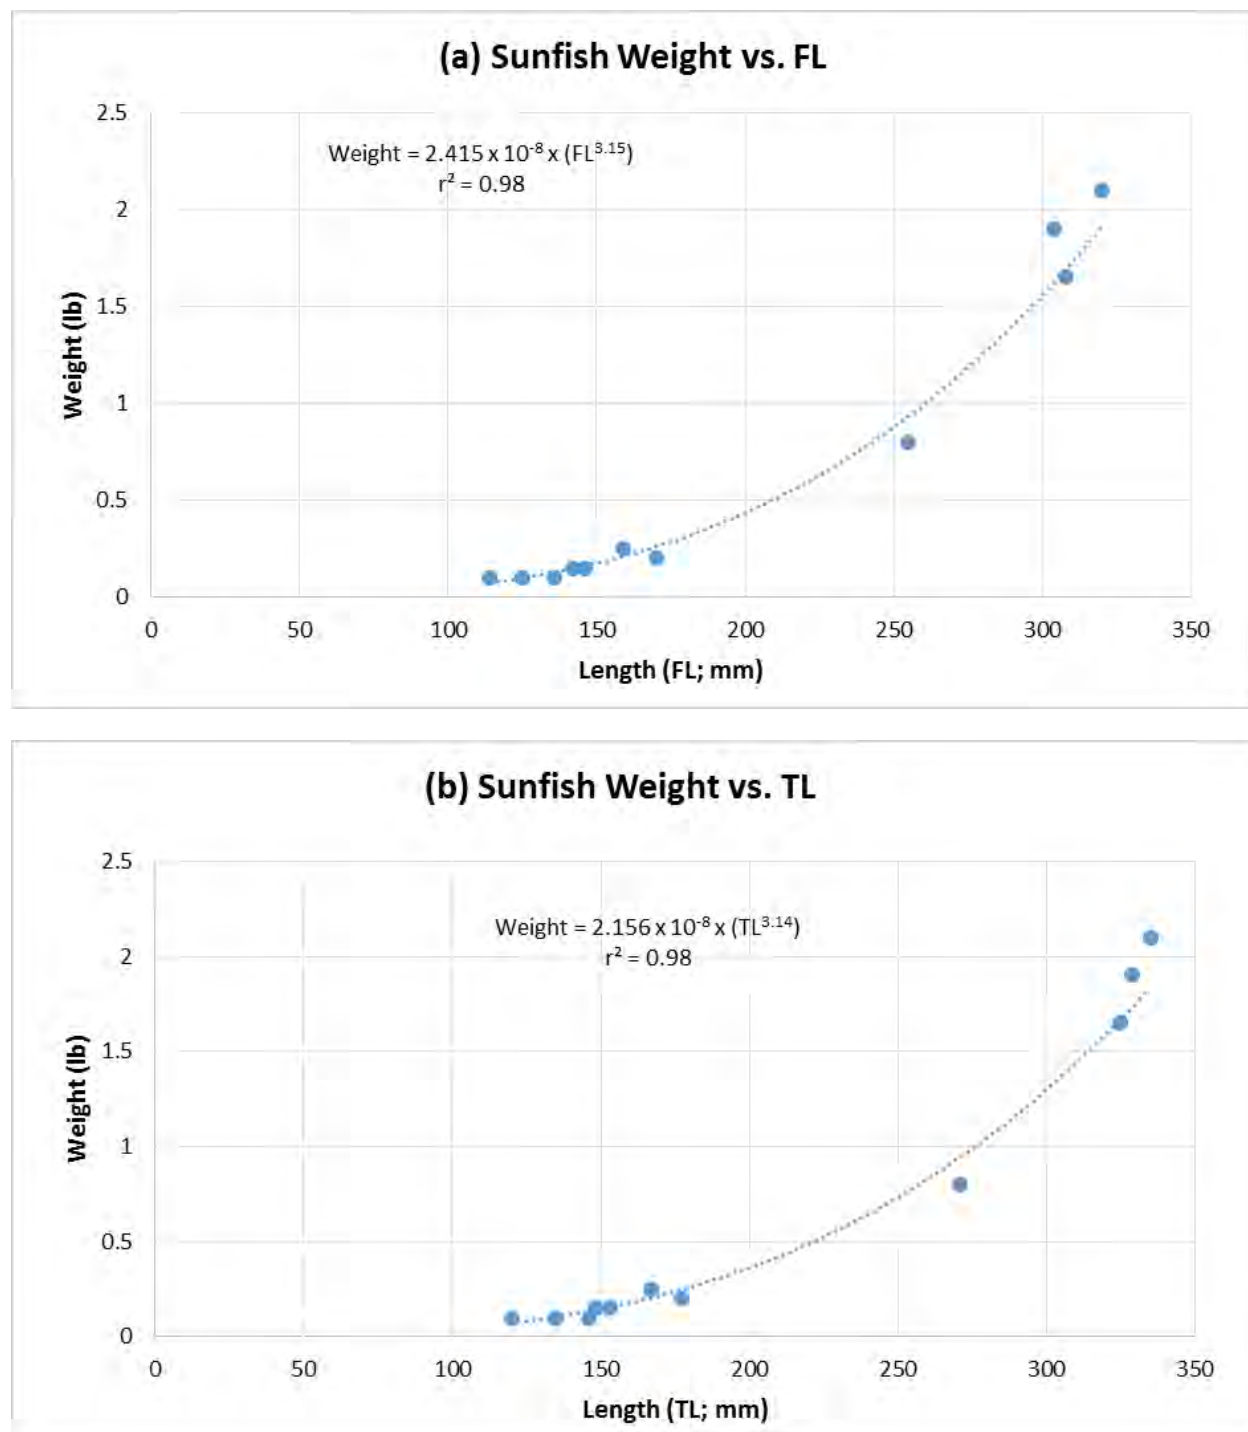 (a) Sunfish Weight vs. FL
2.5
Weight = 2.415 x 10⁻⁸ x (FL³·¹⁵)
r² = 0.98
2
1.5
Weight (lb)
1
0.5
0
0 50 100 150 200 250 300 350
Length (FL; mm)
(b) Sunfish Weight vs. TL
2.5
Weight = 2.156 x 10⁻⁸ x (TL³·¹⁴)
r² = 0.98
2
1.5
Weight (lb)
1
0.5
0
0 50 100 150 200 250 300 350
Length (TL; mm)